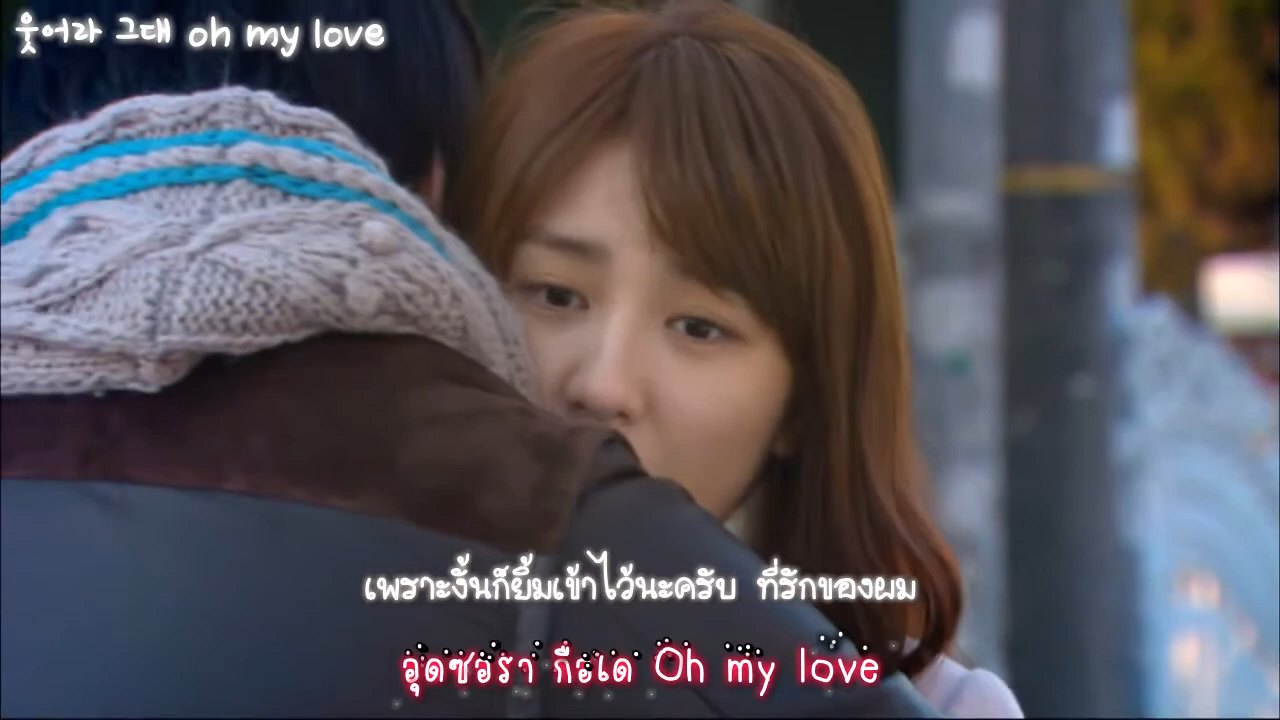 웃어라 그대 oh my love
เพราะงั้นก็ยิ้มเข้าไว้นะครับ ที่รักของผม
อุดซอรา กือเด Oh my love